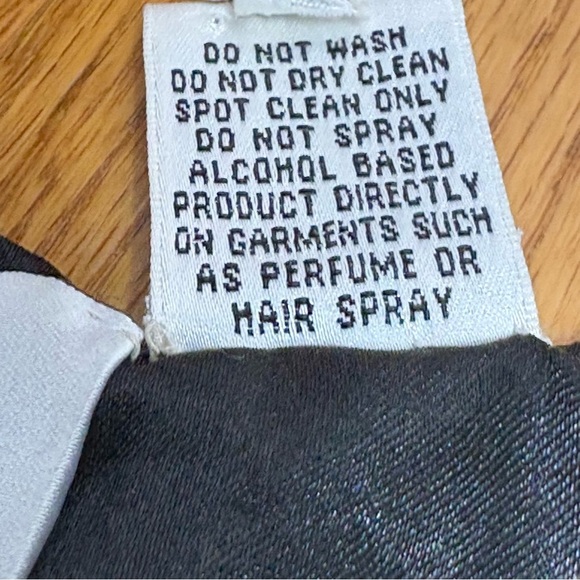 DO NOT WASH
DO NOT DRY CLEAN
SPOT CLEAN ONLY
DO NOT SPRAY
ALCOHOL BASED
PRODUCT DIRECTLY
ON GARMENTS SUCH
AS PERFUME OR
HAIR SPRAY